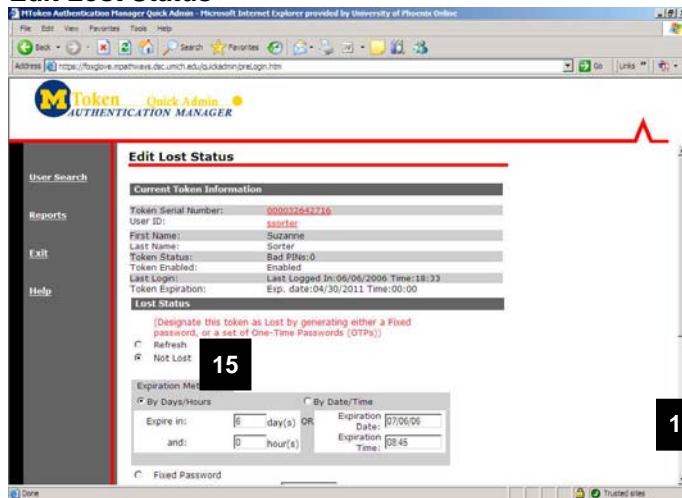 Edit Lost Status
MToken Authentication Manager Quick Admin - Microsoft Internet Explorer provided by University of Phoenix Online
File Edit View Favorites Tools Help
Back Search Favorites
Address https://foxglove.mpathways.dsc.umich.edu/quickadmin/preLogin.htm Go Links »
M Token Quick Admin
AUTHENTICATION MANAGER
Edit Lost Status
User Search
Reports
Exit
Help
Current Token Information
Token Serial Number: 000032642716
User ID: ssorter
First Name: Suzanne
Last Name: Sorter
Token Status: Bad PINs:0
Token Enabled: Enabled
Last Login: Last Logged In:06/06/2006 Time:18:33
Token Expiration: Exp. date:04/30/2011 Time:00:00
Lost Status
(Designate this token as Lost by generating either a Fixed
password, or a set of One-Time Passwords (OTPs))
Refresh
Not Lost
15
Expiration Met
By Days/Hours By Date/Time
Expire in: 6 day(s) OR Expiration Date: 07/06/06
and: 0 hour(s) Expiration Time: 08:45
1
Fixed Password
Done Trusted sites